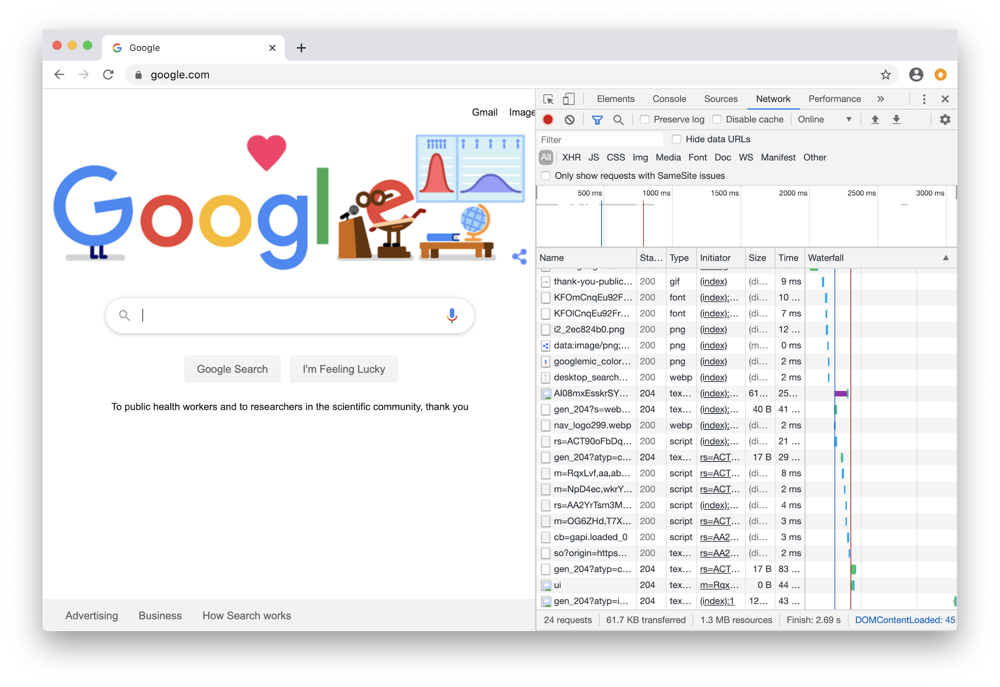 Google
google.com
Gmail Image
Google
Google Search I'm Feeling Lucky
To public health workers and to researchers in the scientific community, thank you
Advertising Business How Search works
Elements Console Sources Network Performance »
Preserve log Disable cache Online
Filter Hide data URLs
All XHR JS CSS Img Media Font Doc WS Manifest Other
Only show requests with SameSite issues
500 ms 1000 ms 1500 ms 2000 ms 2500 ms 3000 ms
Name Sta... Type Initiator Size Time Waterfall
thank-you-public... 200 gif (index) (di... 9 ms
KFOmCnqEu92F... 200 font (index):... (di... 10 ...
KFOlCnqEu92Fr... 200 font (index):... (di... 7 ms
i2_2ec824b0.png 200 png (index) (di... 12 ...
data:image/png;... 200 png (index) (m... 0 ms
googlemic_color... 200 png (index) (di... 2 ms
desktop_search... 200 webp (index) (di... 2 ms
AI08mxEsskrSY... 204 tex... (index):... 61... 25...
gen_204?s=web... 204 tex... (index):... 40 B 41 ...
nav_logo299.webp 200 webp (index):... (di... 2 ms
rs=ACT90oFbDq... 200 script (index):... (di... 21 ...
gen_204?atyp=c... 204 tex... rs=ACT... 17 B 29 ...
m=RqxLvf,aa,ab... 200 script rs=ACT... (di... 8 ms
m=NpD4ec,wkrY... 200 script rs=ACT... (di... 2 ms
rs=AA2YrTsm3M... 200 script (index):... (di... 4 ms
m=OG6ZHd,T7X... 200 script rs=ACT... (di... 3 ms
cb=gapi.loaded_0 200 script rs=AA2... (di... 3 ms
so?origin=https... 200 tex... rs=AA2... (di... 2 ms
gen_204?atyp=c... 204 tex... rs=ACT... 17 B 83 ...
ui 204 tex... m=Rqx... 0 B 44 ...
gen_204?atyp=i... 204 tex... (index):1 12... 43 ...
24 requests 61.7 KB transferred 1.3 MB resources Finish: 2.69 s DOMContentLoaded: 45